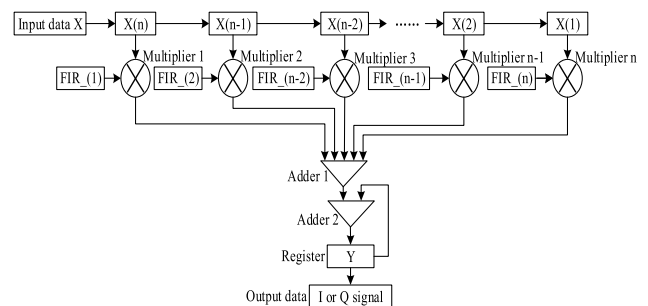 Input data X
X(n)
X(n-1)
X(n-2)
......
X(2)
X(1)
Multiplier 1
Multiplier 2
Multiplier 3
Multiplier n-1
Multiplier n
FIR_(1)
FIR_(2)
FIR_(n-2)
FIR_(n-1)
FIR_(n)
Adder 1
Adder 2
Register
Y
Output data
I or Q signal